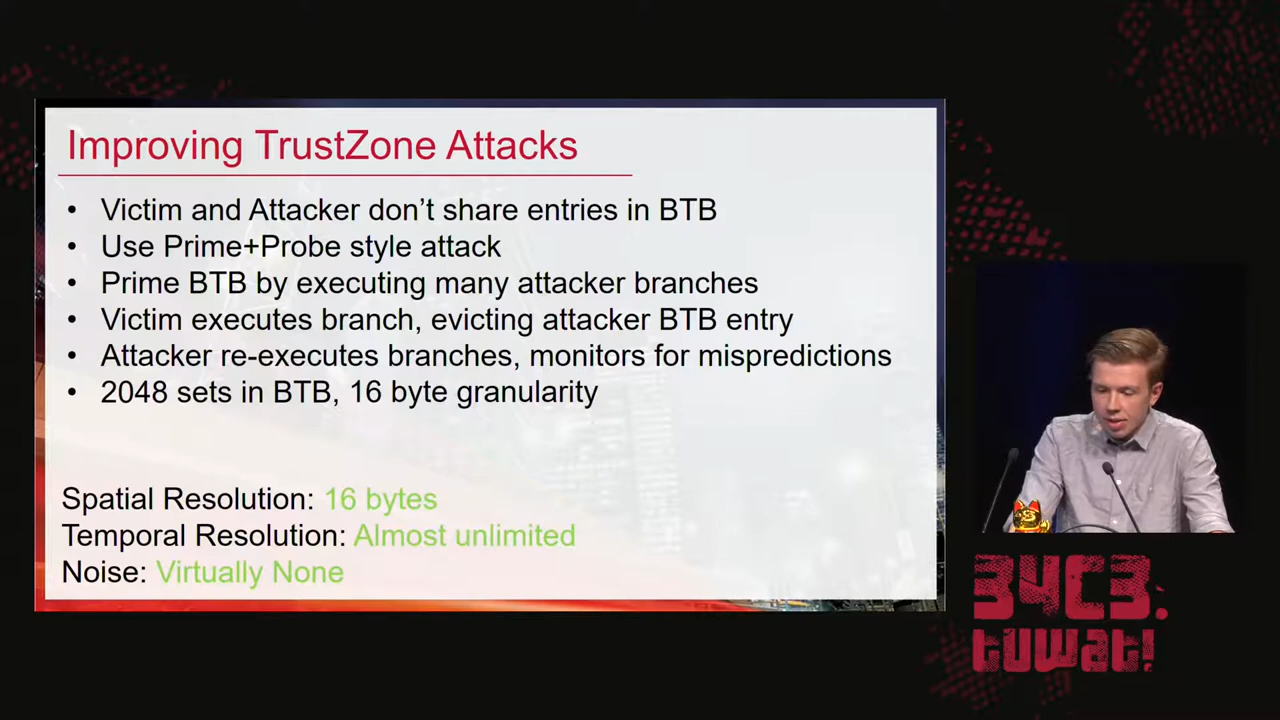 Improving TrustZone Attacks
• Victim and Attacker don’t share entries in BTB
• Use Prime+Probe style attack
• Prime BTB by executing many attacker branches
• Victim executes branch, evicting attacker BTB entry
• Attacker re-executes branches, monitors for mispredictions
• 2048 sets in BTB, 16 byte granularity
Spatial Resolution: 16 bytes
Temporal Resolution: Almost unlimited
Noise: Virtually None
34C3.
tuwat!